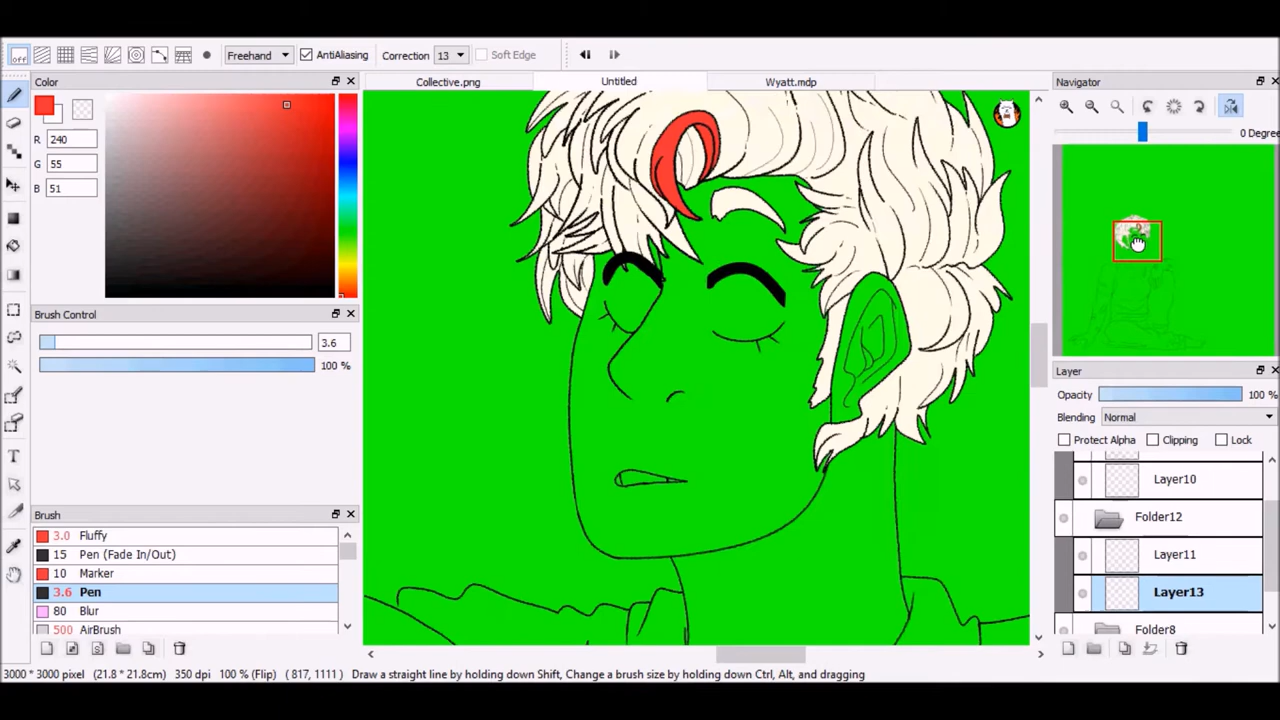 off Freehand AntiAliasing Correction 13 Soft Edge
Color
R 240
G 55
B 51
Brush Control
3.6
100 %
Brush
3.0 Fluffy
15 Pen (Fade In/Out)
10 Marker
3.6 Pen
80 Blur
500 AirBrush
Collective.png Untitled Wyatt.mdp
Navigator
0 Degree
Layer
Opacity 100 %
Blending Normal
Protect Alpha Clipping Lock
Layer10
Folder12
Layer11
Layer13
Folder8
T
3000 * 3000 pixel (21.8 * 21.8cm) 350 dpi 100 % (Flip) ( 817, 1111 ) Draw a straight line by holding down Shift, Change a brush size by holding down Ctrl, Alt, and dragging